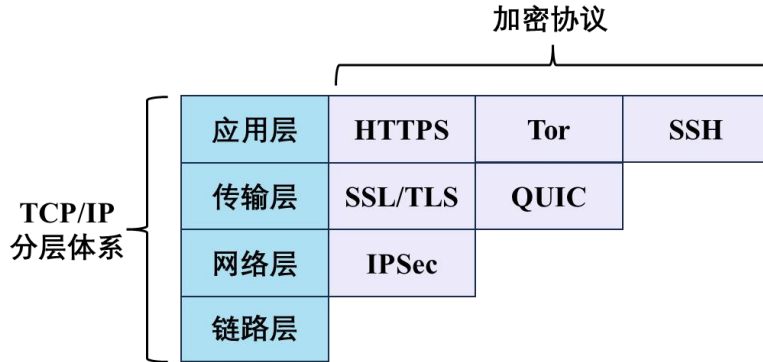 加密协议
应用层 HTTPS Tor SSH
传输层 SSL/TLS QUIC
TCP/IP
分层体系
网络层 IPSec
链路层